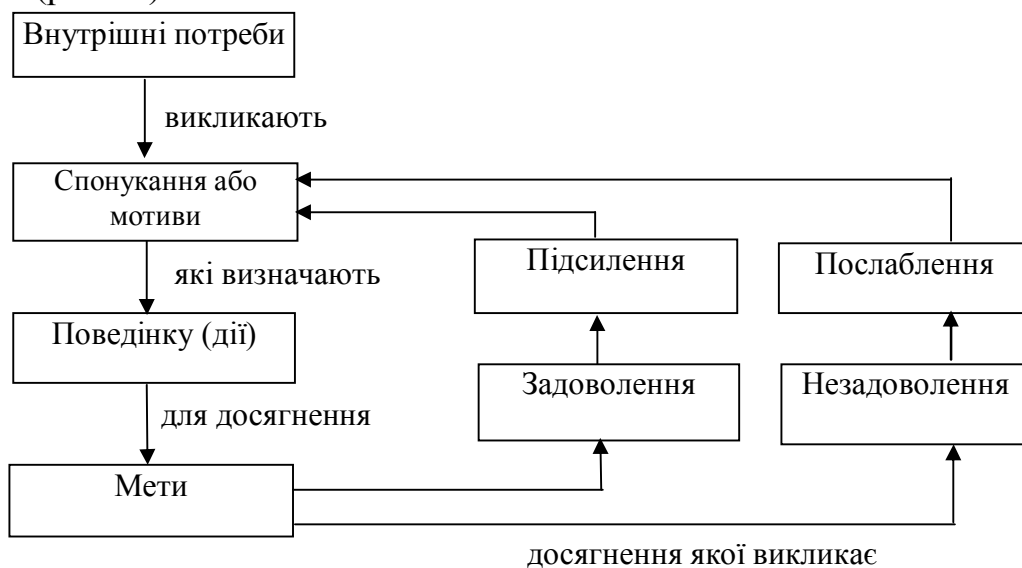 Внутрішні потреби
викликають
Спонукання або
мотиви
які визначають
Поведінку (дії)
для досягнення
Мети
Підсилення
Послаблення
Задоволення
Незадоволення
досягнення якої викликає